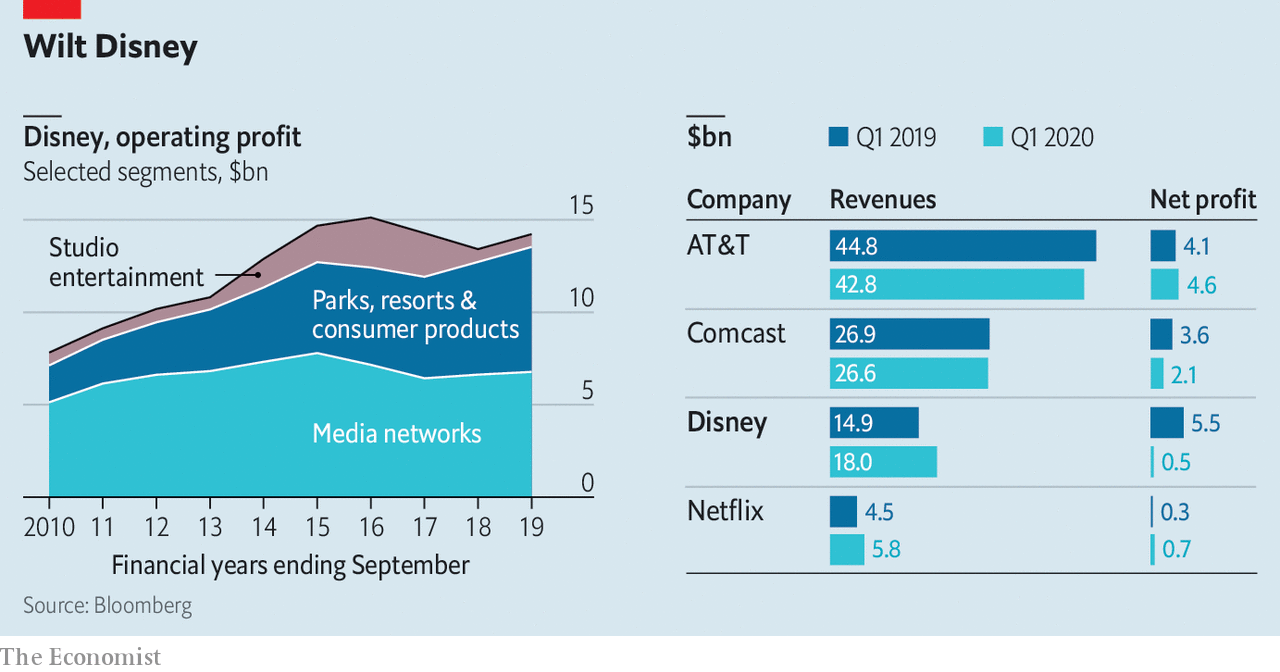 Wilt Disney
Disney, operating profit
Selected segments, $bn
15
10
5
0
Studio
entertainment
Parks, resorts &
consumer products
Media networks
2010 11 12 13 14 15 16 17 18 19
Financial years ending September
$bn Q1 2019 Q1 2020
Company Revenues Net profit
AT&T 44.8 4.1
42.8 4.6
Comcast 26.9 3.6
26.6 2.1
Disney 14.9 5.5
18.0 0.5
Netflix 4.5 0.3
5.8 0.7
Source: Bloomberg
The Economist